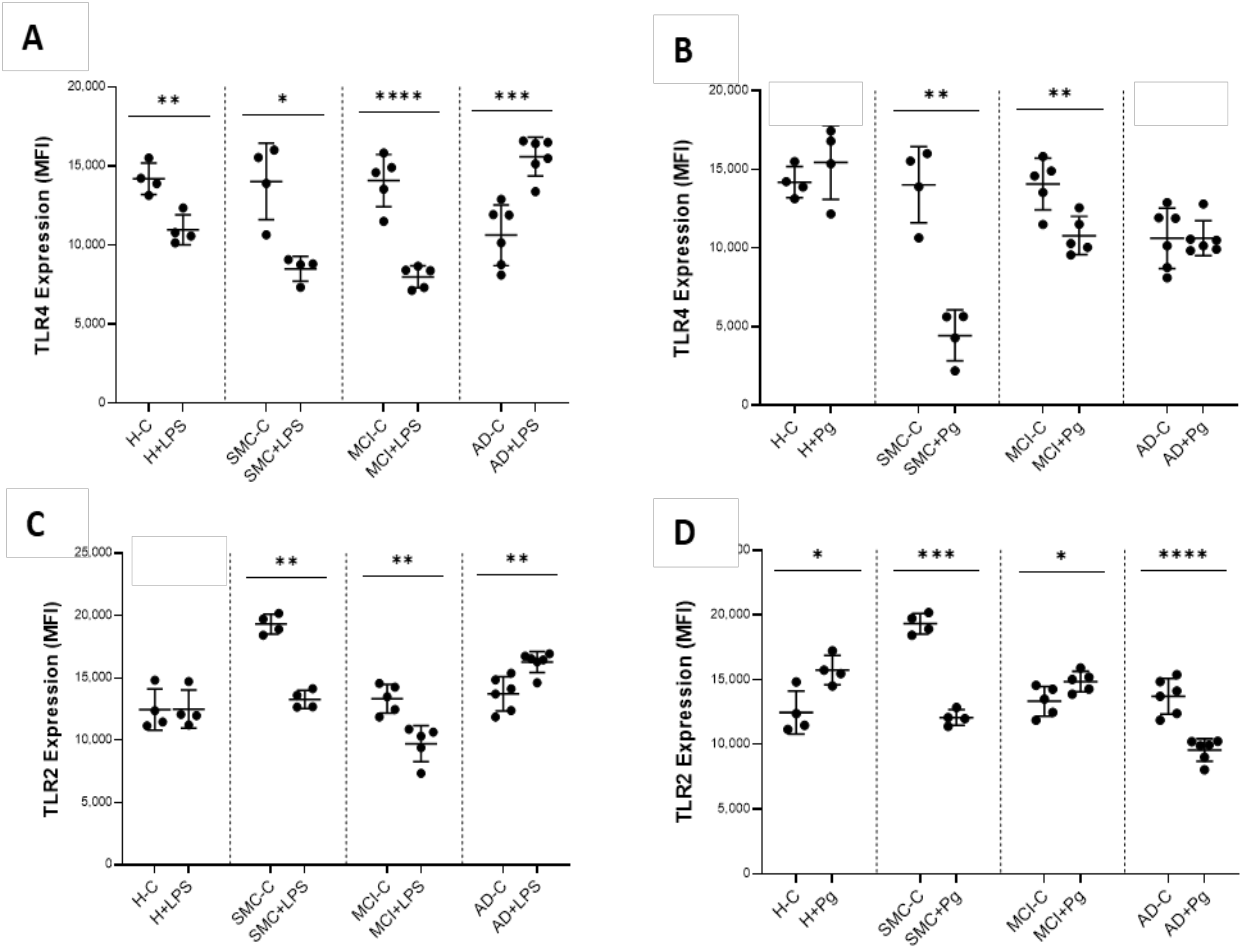 A
TLR4 Expression (MFI)
20,000
15,000
10,000
5,000
0
** * **** ***
H-C H+LPS SMC-C SMC+LPS MCI-C MCI+LPS AD-C AD+LPS
B
TLR4 Expression (MFI)
20,000
15,000
10,000
5,000
0
** **
H-C H+Pg SMC-C SMC+Pg MCI-C MCI+Pg AD-C AD+Pg
C
TLR2 Expression (MFI)
25,000
20,000
15,000
10,000
5,000
0
** ** **
H-C H+LPS SMC-C SMC+LPS MCI-C MCI+LPS AD-C AD+LPS
D
TLR2 Expression (MFI)
20,000
15,000
10,000
5,000
0
* *** * ****
H-C H+Pg SMC-C SMC+Pg MCI-C MCI+Pg AD-C AD+Pg